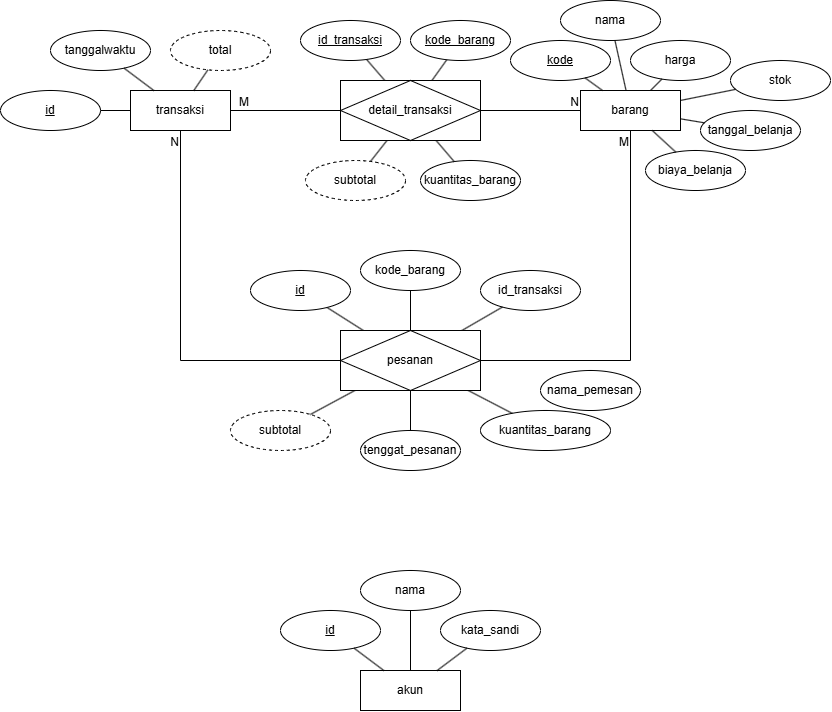 nama
tanggalwaktu
total
id_transaksi
kode_barang
kode
harga
stok
id
transaksi
M
detail_transaksi
N
barang
tanggal_belanja
N
M
subtotal
kuantitas_barang
biaya_belanja
kode_barang
id
id_transaksi
pesanan
nama_pemesan
subtotal
kuantitas_barang
tenggat_pesanan
nama
id
kata_sandi
akun